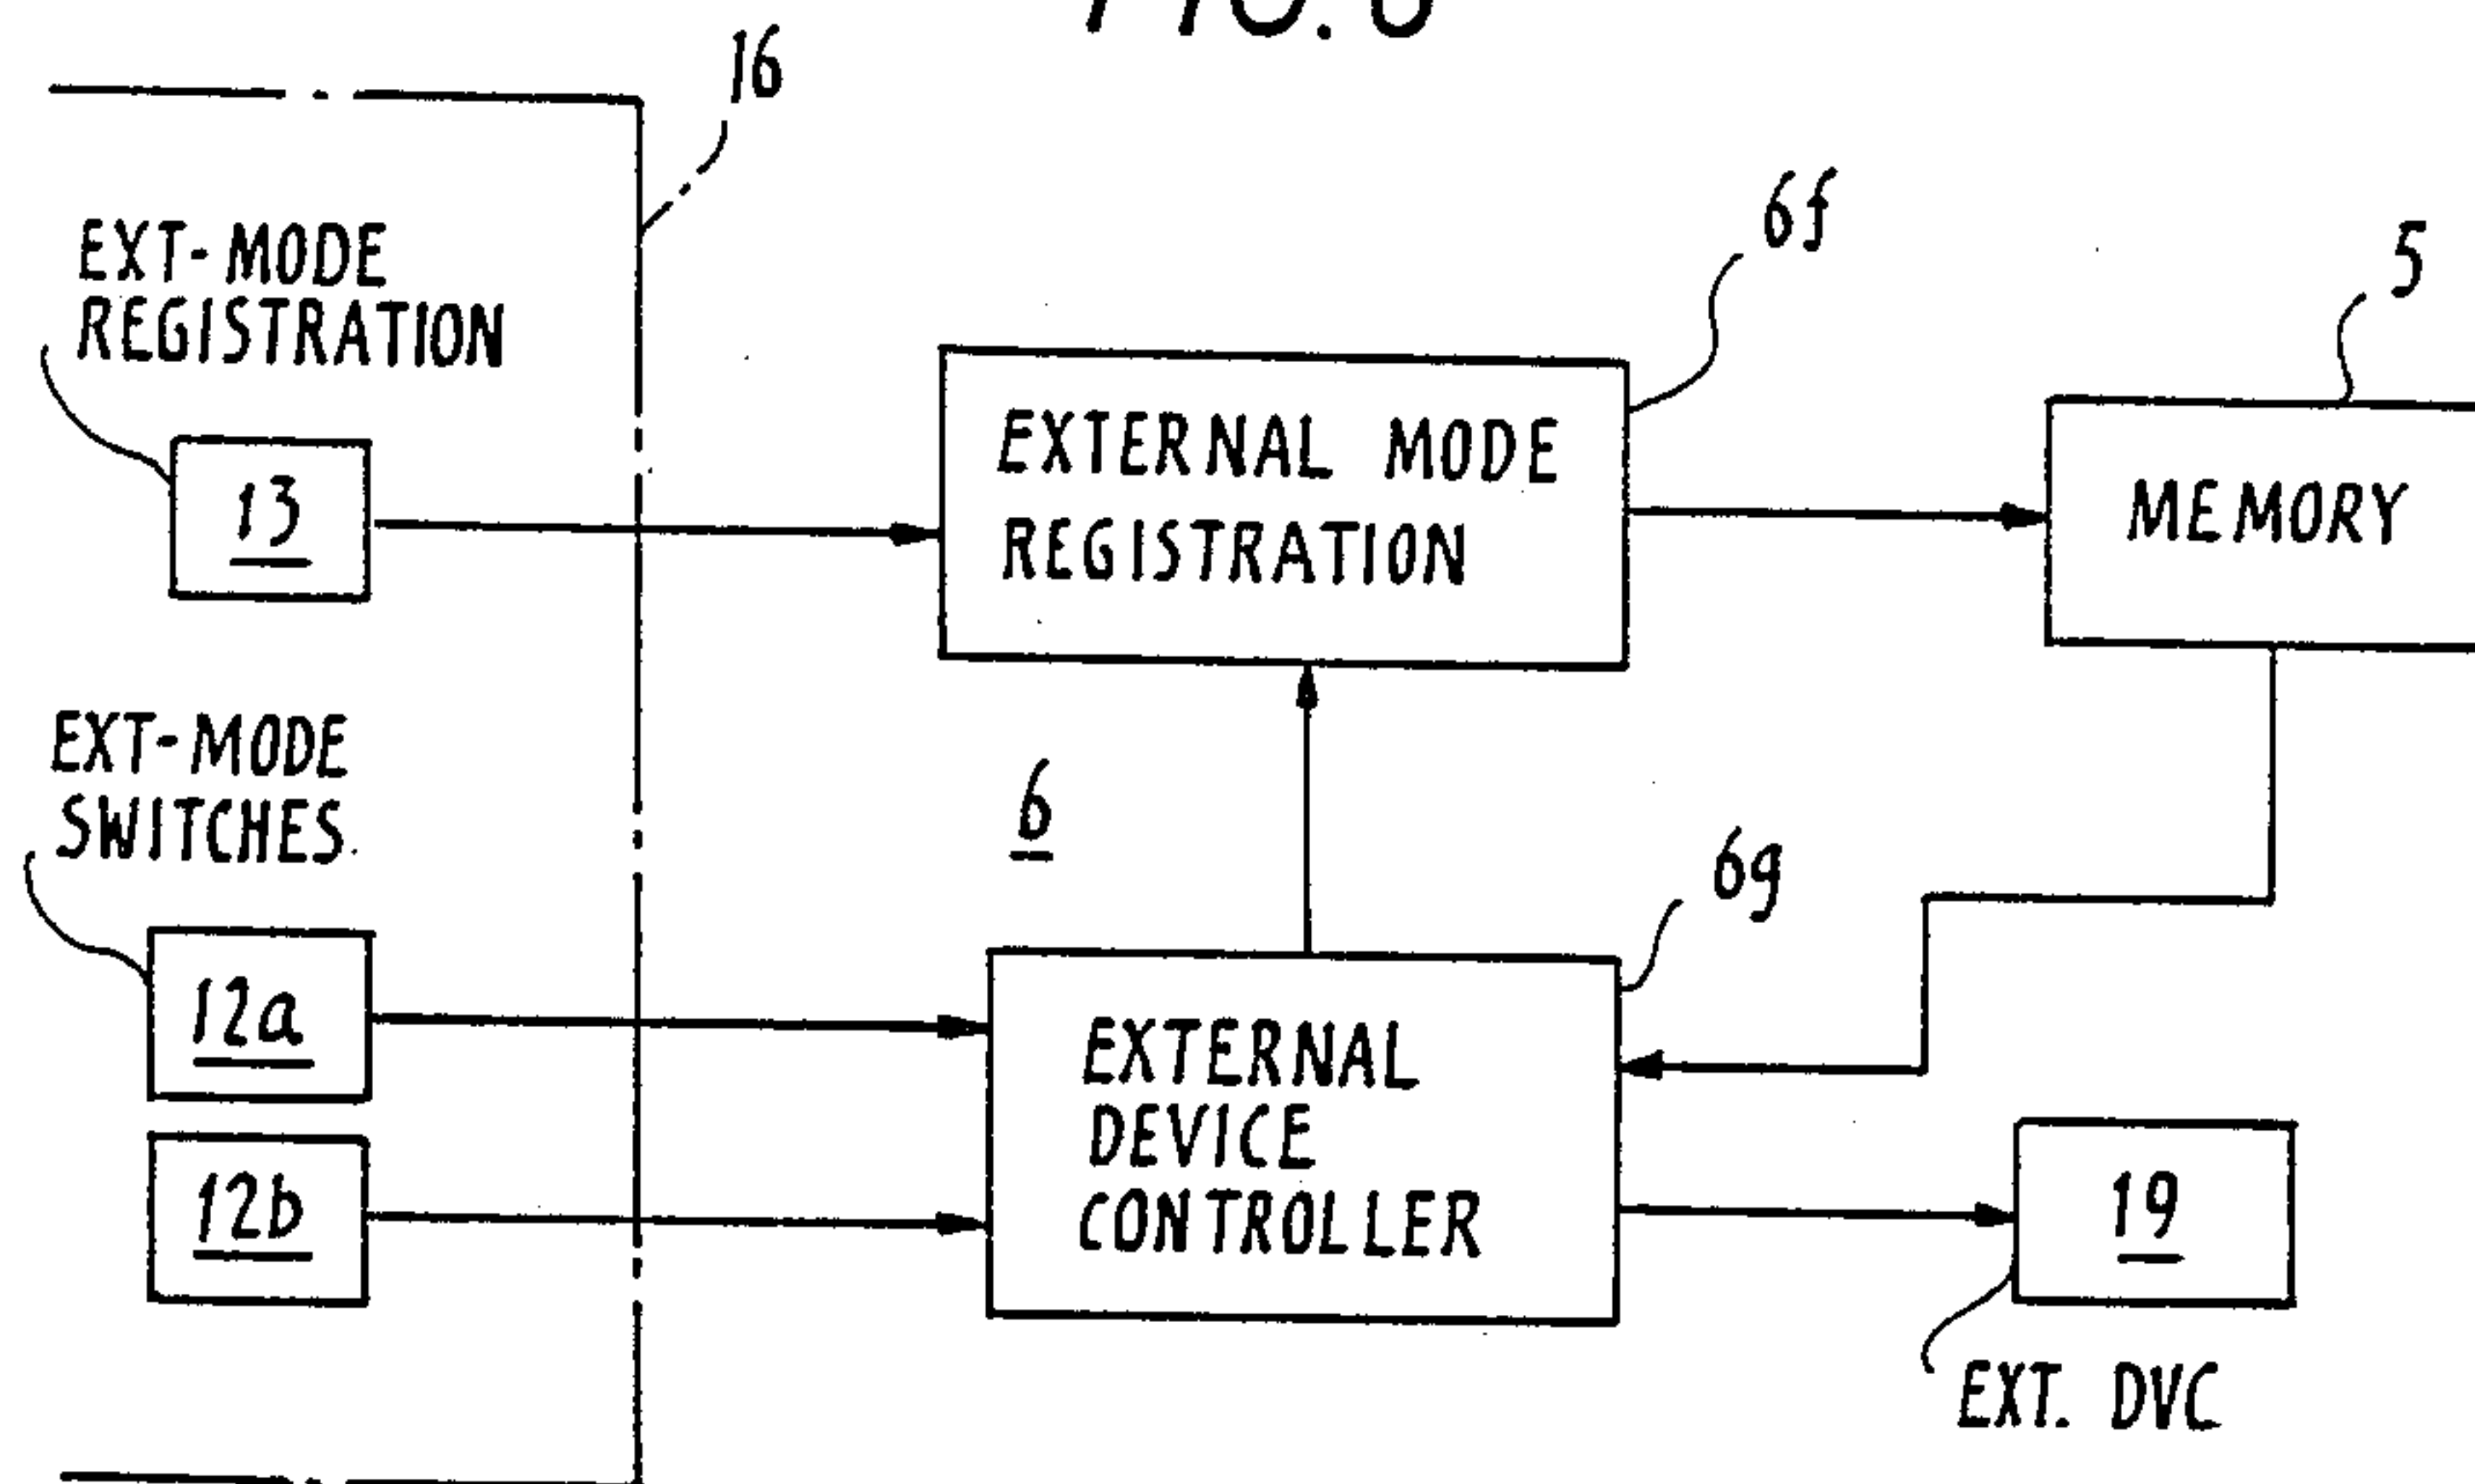 16
EXT-MODE
REGISTRATION
6f
5
13
EXTERNAL MODE
REGISTRATION
MEMORY
EXT-MODE
SWITCHES
6
6g
12a
12b
EXTERNAL
DEVICE
CONTROLLER
19
EXT. DVC